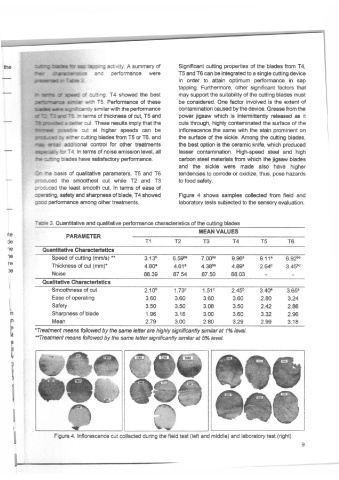 cutting blades for sap tapping activity. A summary of
their characteristics and performance were
presented in Table 3.
In terms of speed of cutting, T4 showed the best
performance similar with T5. Performance of these
blades were significantly similar with the performance
of T2, T3 and T6. In terms of thickness of cut, T5 and
T6 provided a better cut. These results imply that the
thinnest possible cut at higher speeds can be
produced by either cutting blades from T5 or T6, and
may entail additional control for other treatments
especially for T4. In terms of noise emission level, all
the cutting blades have satisfactory performance.
On the basis of qualitative parameters, T5 and T6
produced the smoothest cut while T2 and T3
produced the least smooth cut. In terms of ease of
operating, safety and sharpness of blade, T4 showed
good performance among other treatments.
Significant cutting properties of the blades from T4,
T5 and T6 can be integrated to a single cutting device
in order to attain optimum performance in sap
tapping. Furthermore, other significant factors that
may support the suitability of the cutting blades must
be considered. One factor involved is the extent of
contamination caused by the device. Grease from the
power jigsaw which is intermittently released as it
cuts through, highly contaminated the surface of the
inflorescence the same with the stain prominent on
the surface of the sickle. Among the cutting blades,
the best option is the ceramic knife, which produced
lesser contamination. High-speed steel and high
carbon steel materials from which the jigsaw blades
and the sickle were made also have higher
tendencies to corrode or oxidize, thus, pose hazards
to food safety.
Figure 4 shows samples collected from field and
laboratory tests subjected to the sensory evaluation.
Table 3. Quantitative and qualitative performance characteristics of the cutting blades
PARAMETER MEAN VALUES
T1 T2 T3 T4 T5 T6
Quantitative Characteristics
Speed of cutting (mm/s) ** 3.13 6.59 7.00 9.96 9.11 6.92
Thickness of cut (mm)* 4.80 4.61 4.38 4.89 2.64 3.45
Noise 88.39 87.54 87.50 88.03 - -
Qualitative Characteristics
Smoothness of cut 2.10 1.73 1.51 2.45 3.40 3.65
Ease of operating 3.60 3.60 3.60 3.60 2.80 3.24
Safety 3.50 3.50 3.08 3.50 2.42 2.86
Sharpness of blade 1.96 3.16 3.00 3.60 3.32 2.96
Mean 2.79 3.00 2.80 3.29 2.99 3.18
*Treatment means followed by the same letter are highly significantly similar at 1% level.
**Treatment means followed by the same letter significantly similar at 5% level.
Figure 4. Inflorescence cut collected during the field test (left and middle) and laboratory test (right)
9